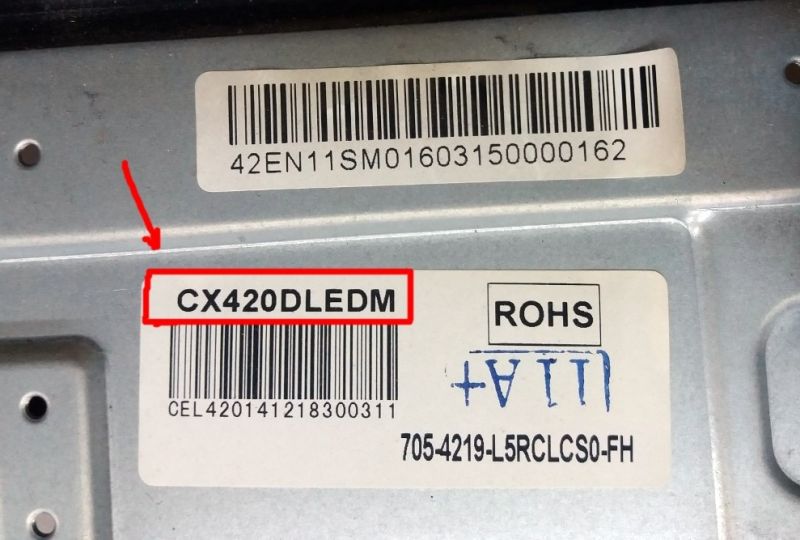 42EN11SM01603150000162
CX420DLEDM
ROHS
CEL420141218300311
705-4219-L5RCLCS0-FH